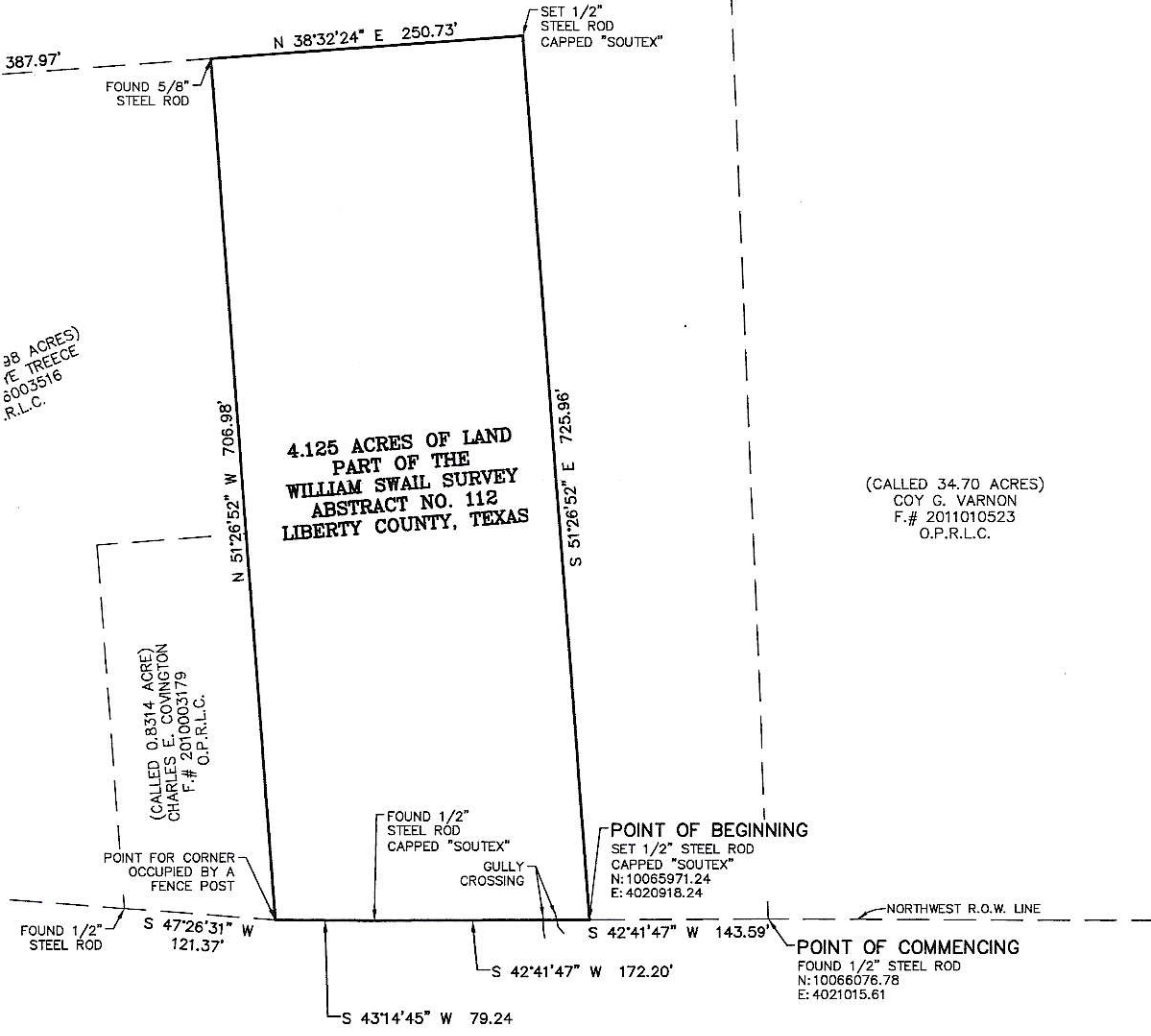 SET 1/2"
STEEL ROD
CAPPED "SOUTEX"
N 38°32'24" E 250.73'
387.97'
FOUND 5/8"
STEEL ROD
98 ACRES)
YE TREECE
6003516
.R.L.C.
N 51°26'52" W 706.98'
4.125 ACRES OF LAND
PART OF THE
WILLIAM SWAIL SURVEY
ABSTRACT NO. 112
LIBERTY COUNTY, TEXAS
S 51°26'52" E 725.96'
(CALLED 34.70 ACRES)
COY G. VARNON
F.# 2011010523
O.P.R.L.C.
(CALLED 0.8314 ACRE)
CHARLES E. COVINGTON
F.# 2010003179
O.P.R.L.C.
POINT FOR CORNER
OCCUPIED BY A
FENCE POST
FOUND 1/2"
STEEL ROD
CAPPED "SOUTEX"
GULLY
CROSSING
POINT OF BEGINNING
SET 1/2" STEEL ROD
CAPPED "SOUTEX"
N:10065971.24
E:4020918.24
FOUND 1/2"
STEEL ROD
S 47°26'31" W
121.37'
S 42°41'47" W 143.59'
NORTHWEST R.O.W. LINE
POINT OF COMMENCING
FOUND 1/2" STEEL ROD
N:10066076.78
E:4021015.61
S 42°41'47" W 172.20'
S 43°14'45" W 79.24